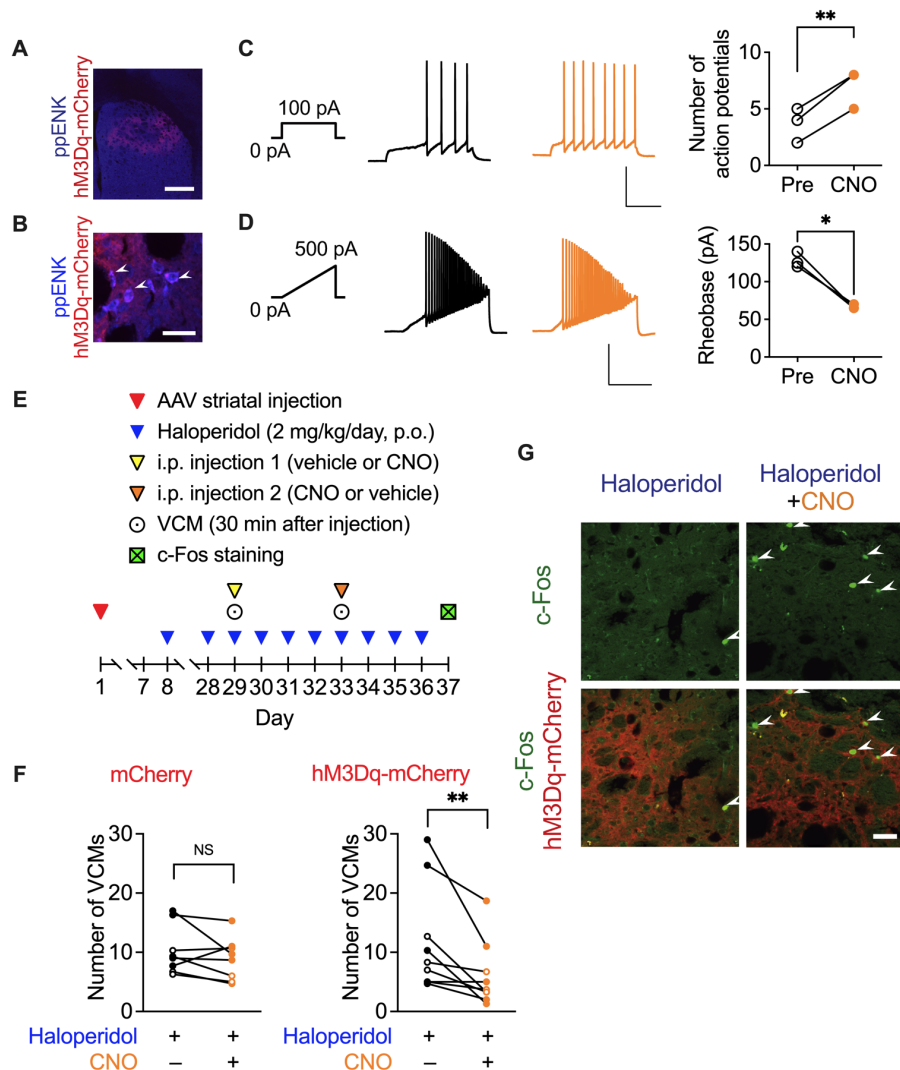 A
ppENK
hM3Dq-mCherry
B
ppENK
hM3Dq-mCherry
C
100 pA
0 pA
**
Number of
action potentials
10
5
0
Pre CNO
D
500 pA
0 pA
*
Rheobase (pA)
150
100
50
0
Pre CNO
E
AAV striatal injection
Haloperidol (2 mg/kg/day, p.o.)
i.p. injection 1 (vehicle or CNO)
i.p. injection 2 (CNO or vehicle)
VCM (30 min after injection)
c-Fos staining
1 7 8 28 29 30 31 32 33 34 35 36 37
Day
F
mCherry
NS
Number of VCMs
30
20
10
0
Haloperidol + +
CNO – +
hM3Dq-mCherry
**
Number of VCMs
30
20
10
0
Haloperidol + +
CNO – +
G
Haloperidol
Haloperidol
+CNO
c-Fos
c-Fos
hM3Dq-mCherry